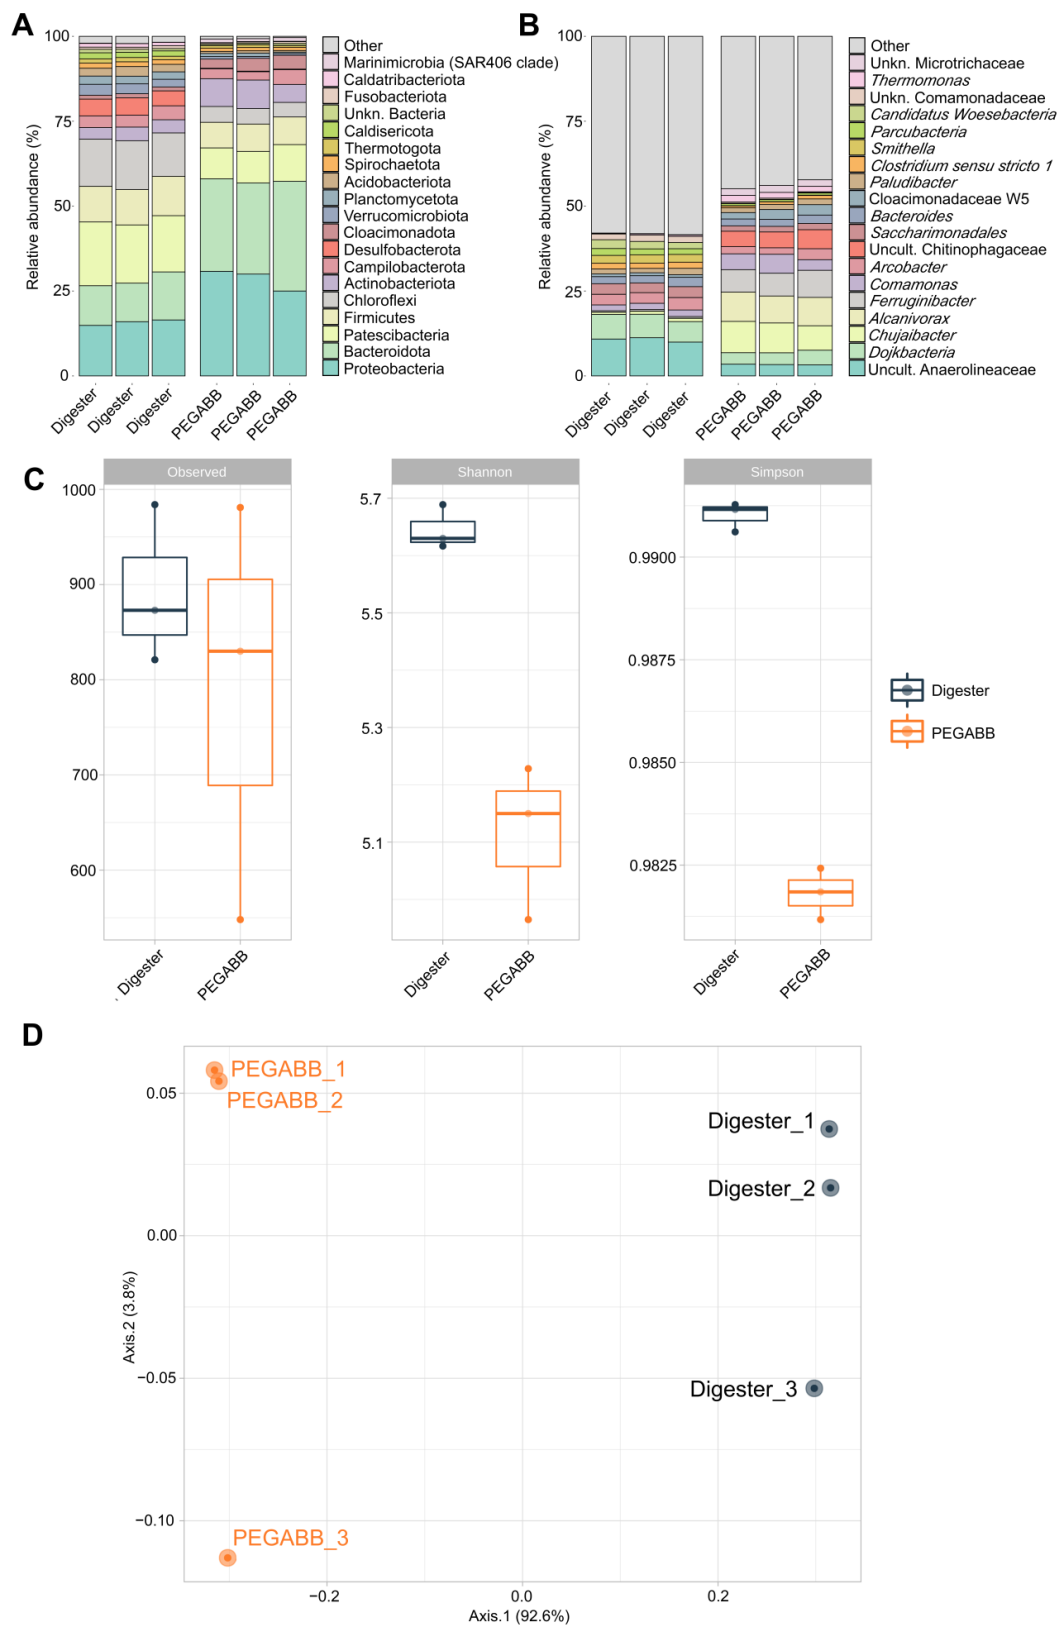 A
B
Relative abundance (%)
100
75
50
25
0
Digester
Digester
Digester
PEGABB
PEGABB
PEGABB
Other
Marinimicrobia (SAR406 clade)
Caldatribacteriota
Fusobacteriota
Unkn. Bacteria
Caldisericota
Thermotogota
Spirochaetota
Acidobacteriota
Planctomycetota
Verrucomicrobiota
Cloacimonadota
Desulfobacterota
Campilobacterota
Actinobacteriota
Chloroflexi
Firmicutes
Patescibacteria
Bacteroidota
Proteobacteria
Relative abundanve (%)
100
75
50
25
0
Digester
Digester
Digester
PEGABB
PEGABB
PEGABB
Other
Unkn. Microtrichaceae
Thermomonas
Unkn. Comamonadaceae
Candidatus Woesebacteria
Parcubacteria
Smithella
Clostridium sensu stricto 1
Paludibacter
Cloacimonadaceae W5
Bacteroides
Saccharimonadales
Uncult. Chitinophagaceae
Arcobacter
Comamonas
Ferruginibacter
Alcanivorax
Chujaibacter
Dojkbacteria
Uncult. Anaerolineaceae
C
Observed
1000
900
800
700
600
Digester
PEGABB
Shannon
5.7
5.5
5.3
5.1
Digester
PEGABB
Simpson
0.9900
0.9875
0.9850
0.9825
Digester
PEGABB
Digester
PEGABB
D
Axis.2 (3.8%)
0.05
0.00
−0.05
−0.10
PEGABB_1
PEGABB_2
Digester_1
Digester_2
Digester_3
PEGABB_3
−0.2
0.0
0.2
Axis.1 (92.6%)